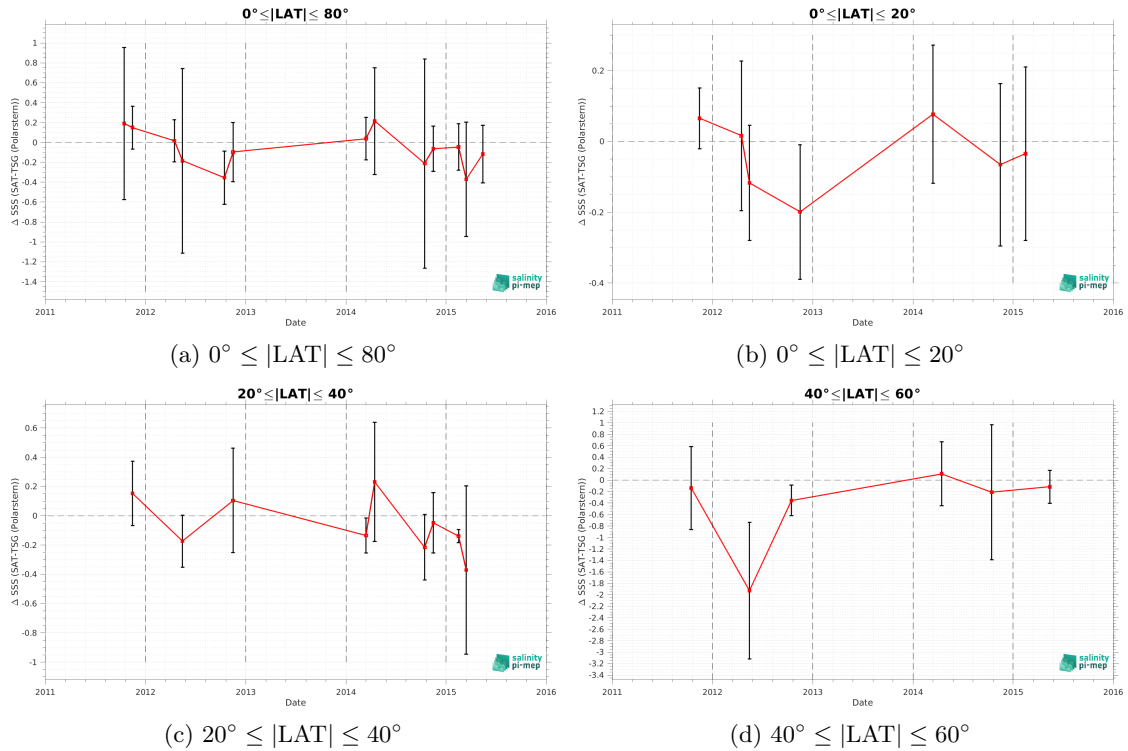 0°≤|LAT|≤ 80°
1
0.8
0.6
0.4
0.2
0
-0.2
-0.4
-0.6
-0.8
-1
-1.2
-1.4
Δ SSS (SAT-TSG (Polarstern))
2011 2012 2013 2014 2015 2016
Date
salinity
pi-mep
(a) 0° ≤ |LAT| ≤ 80°
0°≤|LAT|≤ 20°
0.2
0
-0.2
-0.4
Δ SSS (SAT-TSG (Polarstern))
2011 2012 2013 2014 2015 2016
Date
salinity
pi-mep
(b) 0° ≤ |LAT| ≤ 20°
20°≤|LAT|≤ 40°
0.6
0.4
0.2
0
-0.2
-0.4
-0.6
-0.8
-1
Δ SSS (SAT-TSG (Polarstern))
2011 2012 2013 2014 2015 2016
Date
salinity
pi-mep
(c) 20° ≤ |LAT| ≤ 40°
40°≤|LAT|≤ 60°
1.2
1
0.8
0.6
0.4
0.2
0
-0.2
-0.4
-0.6
-0.8
-1
-1.2
-1.4
-1.6
-1.8
-2
-2.2
-2.4
-2.6
-2.8
-3
-3.2
-3.4
Δ SSS (SAT-TSG (Polarstern))
2011 2012 2013 2014 2015 2016
Date
salinity
pi-mep
(d) 40° ≤ |LAT| ≤ 60°